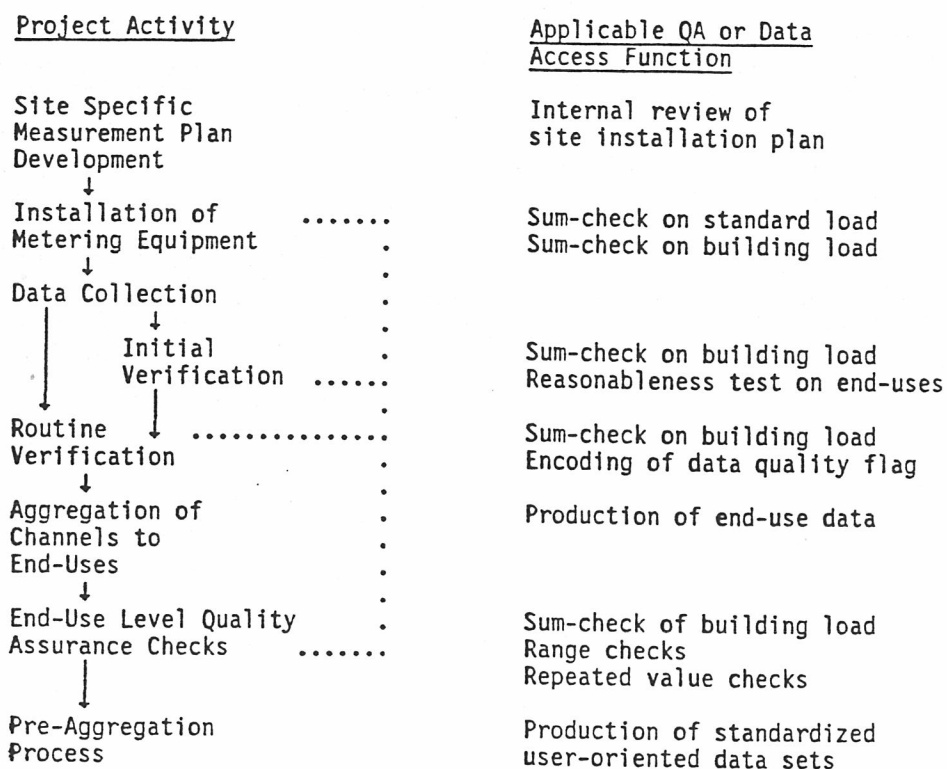 Project Activity
Applicable QA or Data
Access Function
Site Specific
Measurement Plan
Development
Internal review of
site installation plan
Installation of
Metering Equipment
Sum-check on standard load
Sum-check on building load
Data Collection
Initial
Verification
Sum-check on building load
Reasonableness test on end-uses
Routine
Verification
Sum-check on building load
Encoding of data quality flag
Aggregation of
Channels to
End-Uses
Production of end-use data
End-Use Level Quality
Assurance Checks
Sum-check of building load
Range checks
Repeated value checks
Pre-Aggregation
Process
Production of standardized
user-oriented data sets